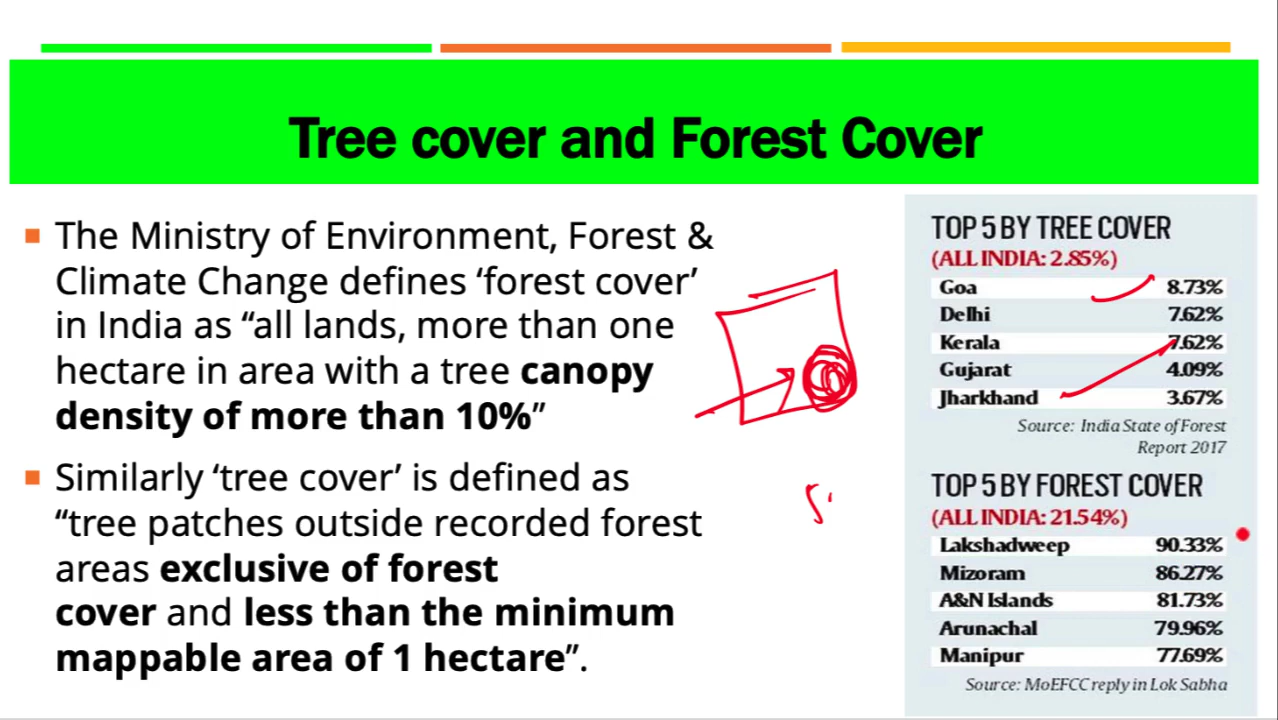 Tree cover and Forest Cover
The Ministry of Environment, Forest &
Climate Change defines ‘forest cover’
in India as “all lands, more than one
hectare in area with a tree canopy
density of more than 10%”
Similarly ‘tree cover’ is defined as
“tree patches outside recorded forest
areas exclusive of forest
cover and less than the minimum
mappable area of 1 hectare”.
TOP 5 BY TREE COVER
(ALL INDIA: 2.85%)
Goa 8.73%
Delhi 7.62%
Kerala 7.62%
Gujarat 4.09%
Jharkhand 3.67%
Source: India State of Forest
Report 2017
TOP 5 BY FOREST COVER
(ALL INDIA: 21.54%)
Lakshadweep 90.33%
Mizoram 86.27%
A&N Islands 81.73%
Arunachal 79.96%
Manipur 77.69%
Source: MoEFCC reply in Lok Sabha